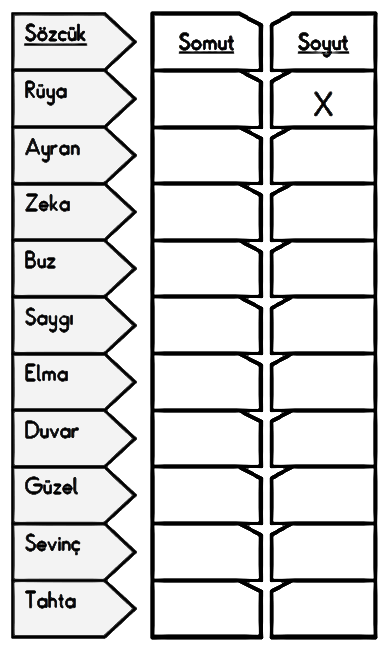 Sözcük Somut Soyut
Rüya X
Ayran
Zeka
Buz
Saygı
Elma
Duvar
Güzel
Sevinç
Tahta